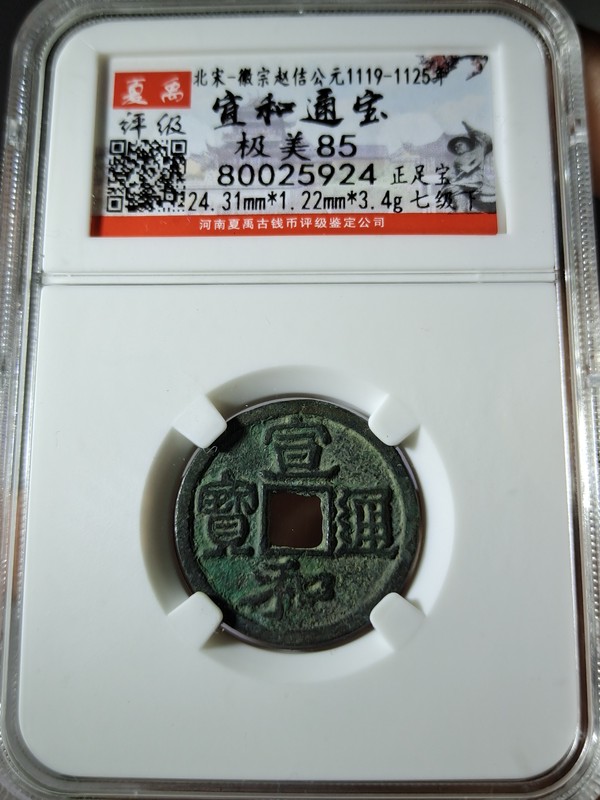 夏禹
评级
北宋-徽宗赵佶公元1119-1125年
宣和通宝
极美85
80025924 正足宝
24.31mm*1.22mm*3.4g 七级下
河南夏禹古钱币评级鉴定公司
宣
寶 通
和